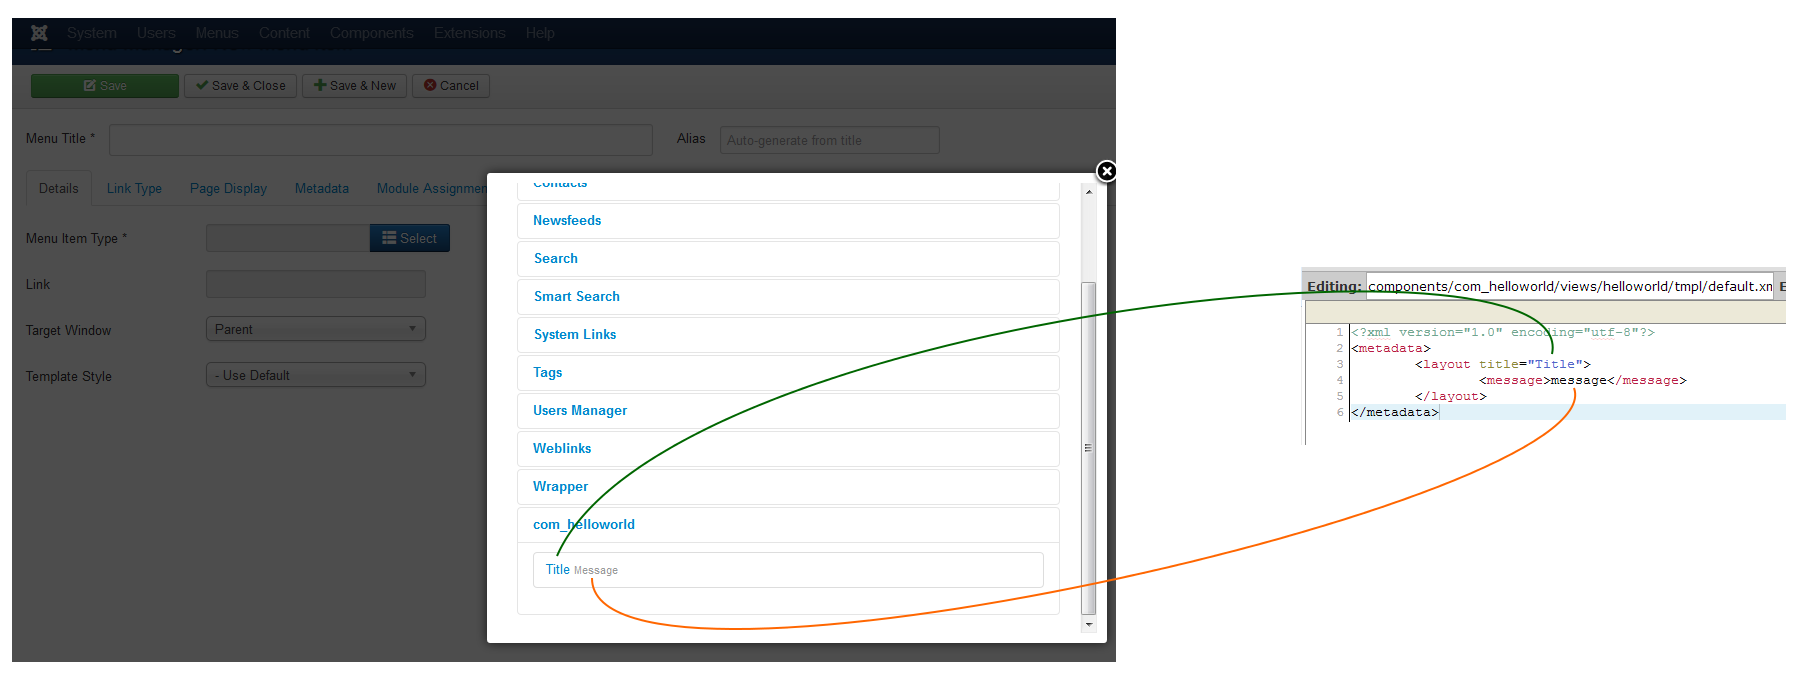 System Users Menus Content Components Extensions Help
Save Save & Close Save & New Cancel
Menu Title * Alias Auto-generate from title
Details Link Type Page Display Metadata Module Assignmen
Menu Item Type * Select
Link
Target Window Parent
Template Style - Use Default
Contacts
Newsfeeds
Search
Smart Search
System Links
Tags
Users Manager
Weblinks
Wrapper
com_helloworld
Title Message
Editing: components/com_helloworld/views/helloworld/tmpl/default.xm E
1 <?xml version="1.0" encoding="utf-8"?>
2 <metadata>
3 <layout title="Title">
4 <message>message</message>
5 </layout>
6 </metadata>